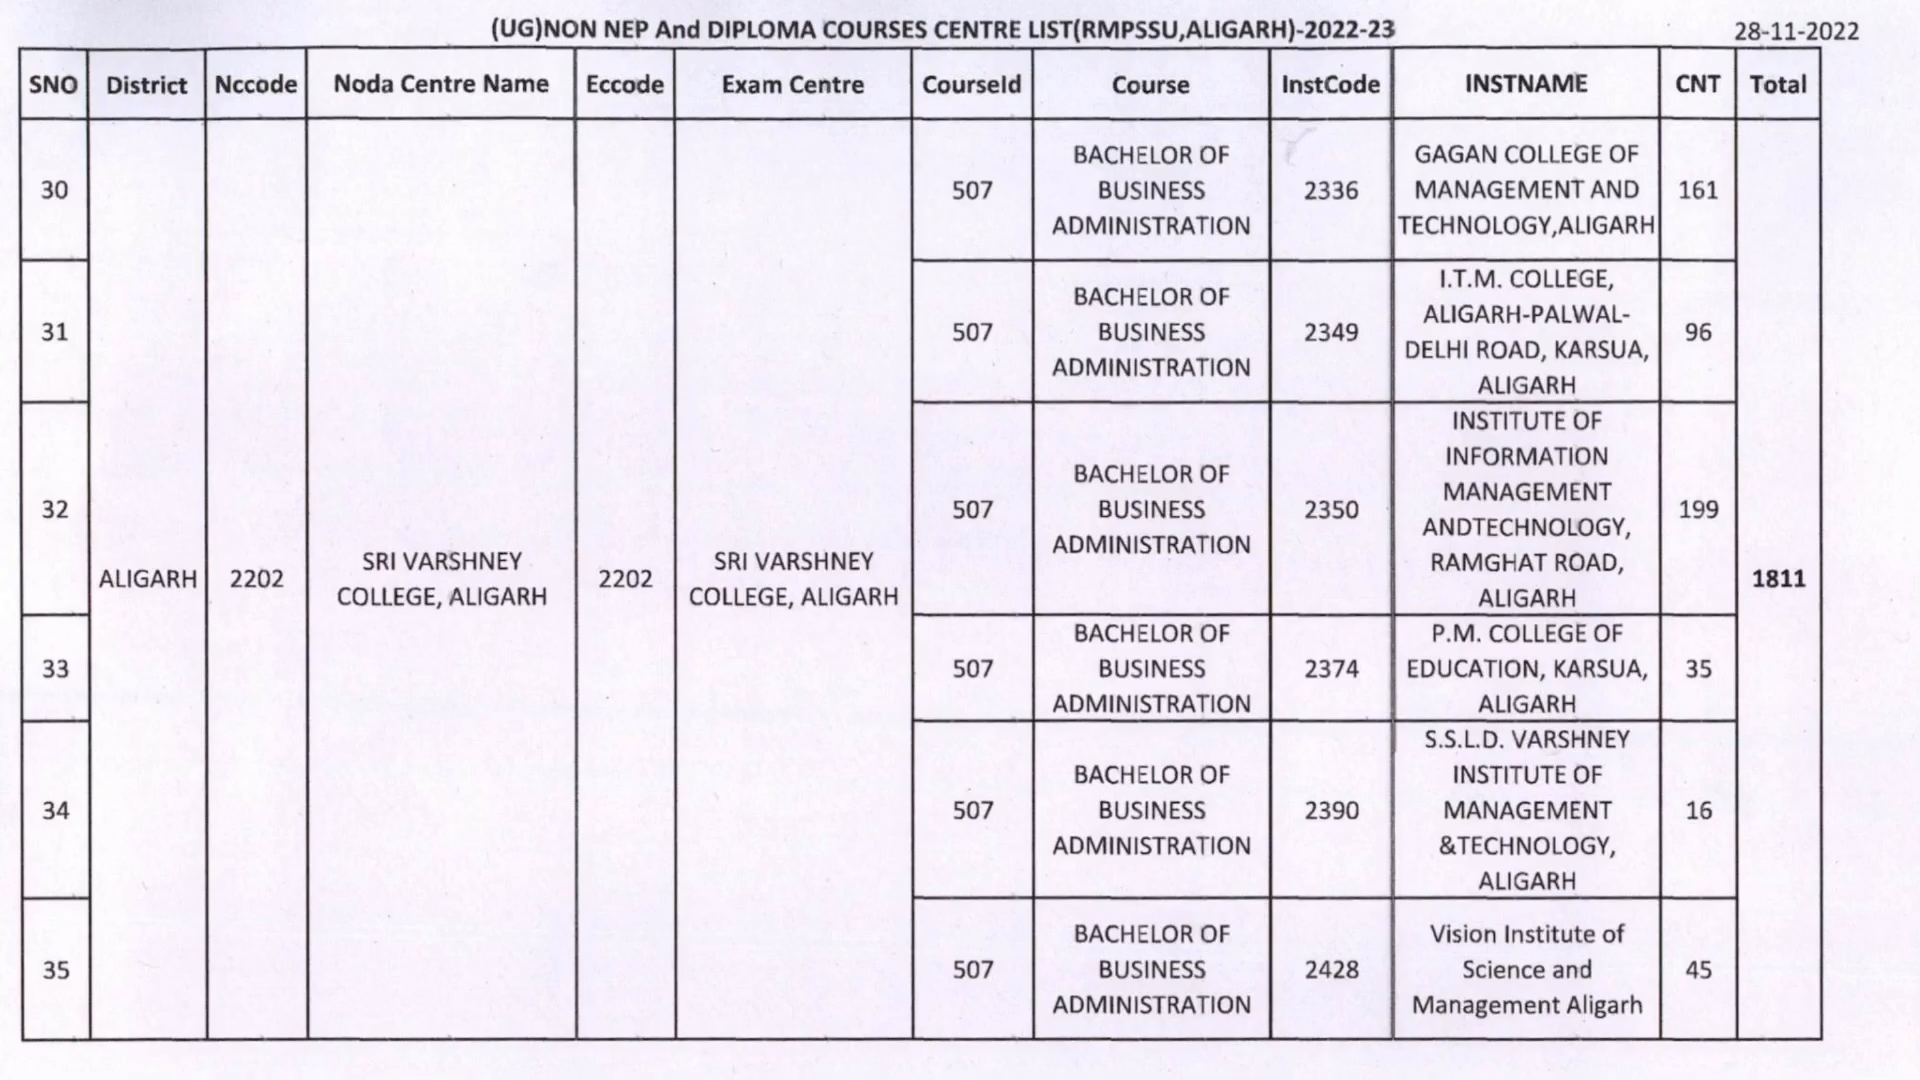 (UG)NON NEP And DIPLOMA COURSES CENTRE LIST(RMPSSU,ALIGARH)-2022-23
28-11-2022
SNO District Nccode Noda Centre Name Eccode Exam Centre CourseId Course InstCode INSTNAME CNT Total
30
507
BACHELOR OF
BUSINESS
ADMINISTRATION
2336
GAGAN COLLEGE OF
MANAGEMENT AND
TECHNOLOGY,ALIGARH
161
31
507
BACHELOR OF
BUSINESS
ADMINISTRATION
2349
I.T.M. COLLEGE,
ALIGARH-PALWAL-
DELHI ROAD, KARSUA,
ALIGARH
96
32
ALIGARH
2202
SRI VARSHNEY
COLLEGE, ALIGARH
2202
SRI VARSHNEY
COLLEGE, ALIGARH
507
BACHELOR OF
BUSINESS
ADMINISTRATION
2350
INSTITUTE OF
INFORMATION
MANAGEMENT
ANDTECHNOLOGY,
RAMGHAT ROAD,
ALIGARH
199
1811
33
507
BACHELOR OF
BUSINESS
ADMINISTRATION
2374
P.M. COLLEGE OF
EDUCATION, KARSUA,
ALIGARH
35
34
507
BACHELOR OF
BUSINESS
ADMINISTRATION
2390
S.S.L.D. VARSHNEY
INSTITUTE OF
MANAGEMENT
&TECHNOLOGY,
ALIGARH
16
35
507
BACHELOR OF
BUSINESS
ADMINISTRATION
2428
Vision Institute of
Science and
Management Aligarh
45